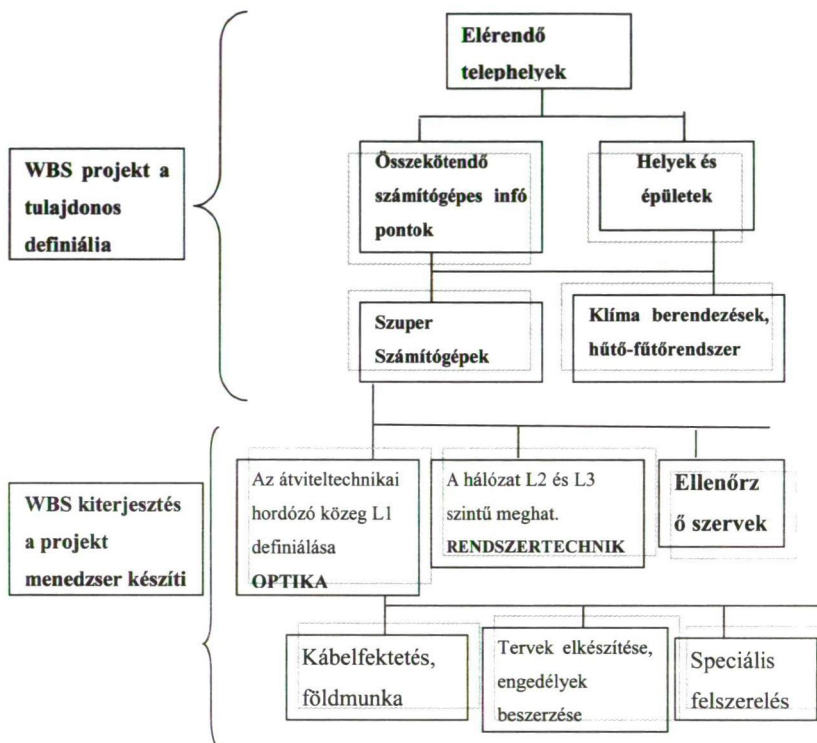 Elérendő
telephelyek
WBS projekt a
tulajdonos
definiália
Összekötendő
számítógépes infó
pontok
Helyek és
épületek
Szuper
Számítógépek
Klíma berendezések,
hűtő-fűtőrendszer
WBS kiterjesztés
a projekt
menedzser készíti
Az átviteltechnikai
hordózó közeg L1
definiálása
OPTIKA
A hálózat L2 és L3
szintű meghat.
RENDSZERTECHNIK
Ellenőrz
ő szervek
Kábelfektetés,
földmunka
Tervek elkészítése,
engedélyek
beszerzése
Speciális
felszerelés